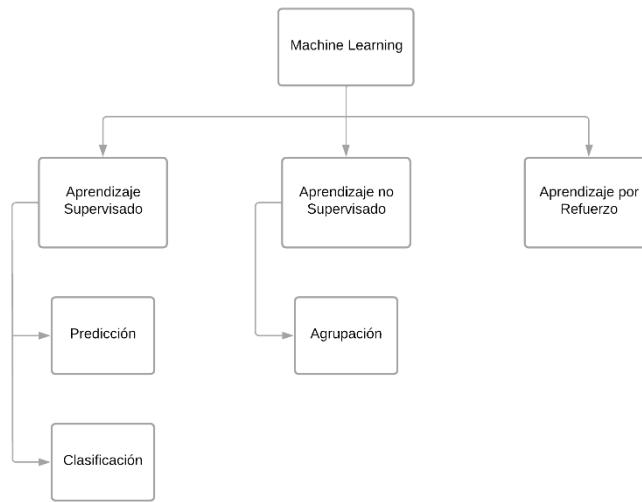 Machine Learning
Aprendizaje
Supervisado
Aprendizaje no
Supervisado
Aprendizaje por
Refuerzo
Predicción
Agrupación
Clasificación